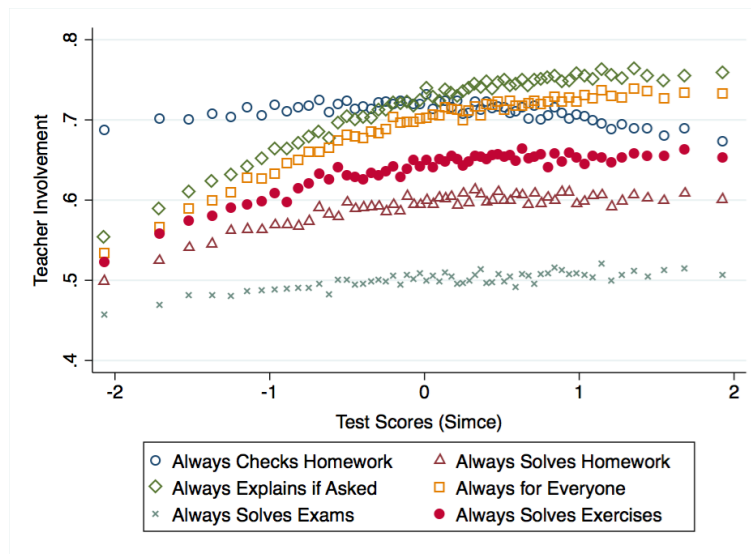 .8
.7
.6
.5
.4
Teacher Involvement
-2 -1 0 1 2
Test Scores (Simce)
Always Checks Homework Always Solves Homework
Always Explains if Asked Always for Everyone
Always Solves Exams Always Solves Exercises